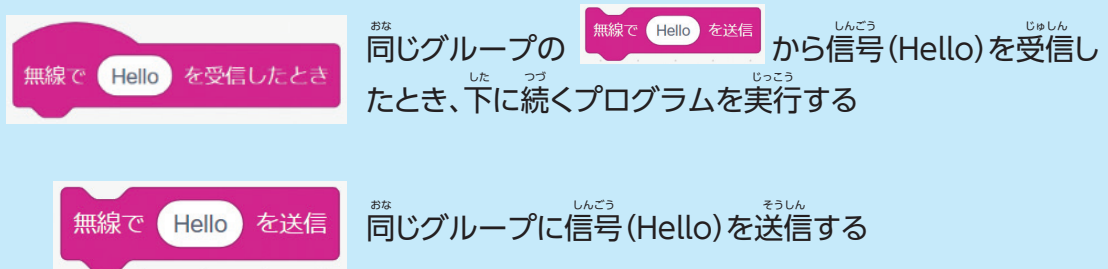 無線で Hello を受信したとき
同じグループの 無線で Hello を送信 から信号(Hello)を受信し
たとき、下に続くプログラムを実行する
無線で Hello を送信
同じグループに信号(Hello)を送信する